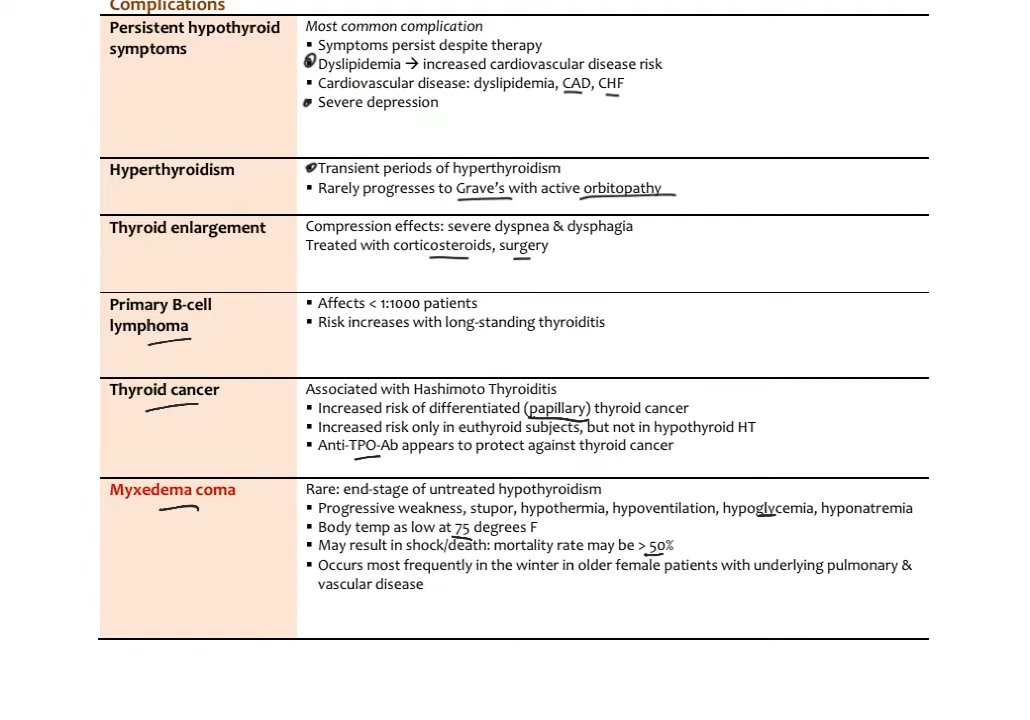 Complications
Persistent hypothyroid
symptoms
Most common complication
▪ Symptoms persist despite therapy
▪ Dyslipidemia → increased cardiovascular disease risk
▪ Cardiovascular disease: dyslipidemia, CAD, CHF
▪ Severe depression
Hyperthyroidism
▪ Transient periods of hyperthyroidism
▪ Rarely progresses to Grave's with active orbitopathy
Thyroid enlargement
Compression effects: severe dyspnea & dysphagia
Treated with corticosteroids, surgery
Primary B-cell
lymphoma
▪ Affects < 1:1000 patients
▪ Risk increases with long-standing thyroiditis
Thyroid cancer
Associated with Hashimoto Thyroiditis
▪ Increased risk of differentiated (papillary) thyroid cancer
▪ Increased risk only in euthyroid subjects, but not in hypothyroid HT
▪ Anti-TPO-Ab appears to protect against thyroid cancer
Myxedema coma
Rare: end-stage of untreated hypothyroidism
▪ Progressive weakness, stupor, hypothermia, hypoventilation, hypoglycemia, hyponatremia
▪ Body temp as low at 75 degrees F
▪ May result in shock/death: mortality rate may be > 50%
▪ Occurs most frequently in the winter in older female patients with underlying pulmonary &
vascular disease